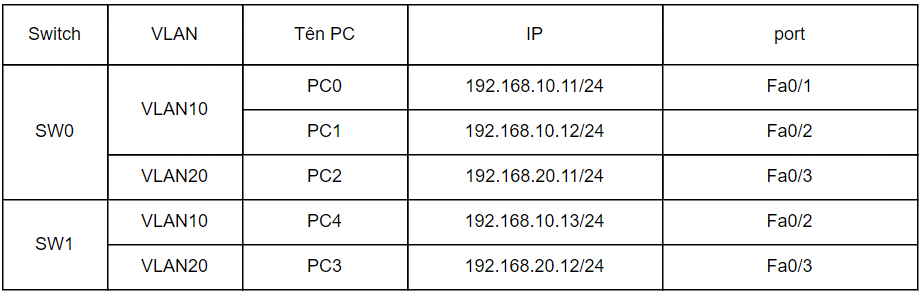 Switch VLAN Tên PC IP port
SW0 VLAN10 PC0 192.168.10.11/24 Fa0/1
PC1 192.168.10.12/24 Fa0/2
VLAN20 PC2 192.168.20.11/24 Fa0/3
SW1 VLAN10 PC4 192.168.10.13/24 Fa0/2
VLAN20 PC3 192.168.20.12/24 Fa0/3